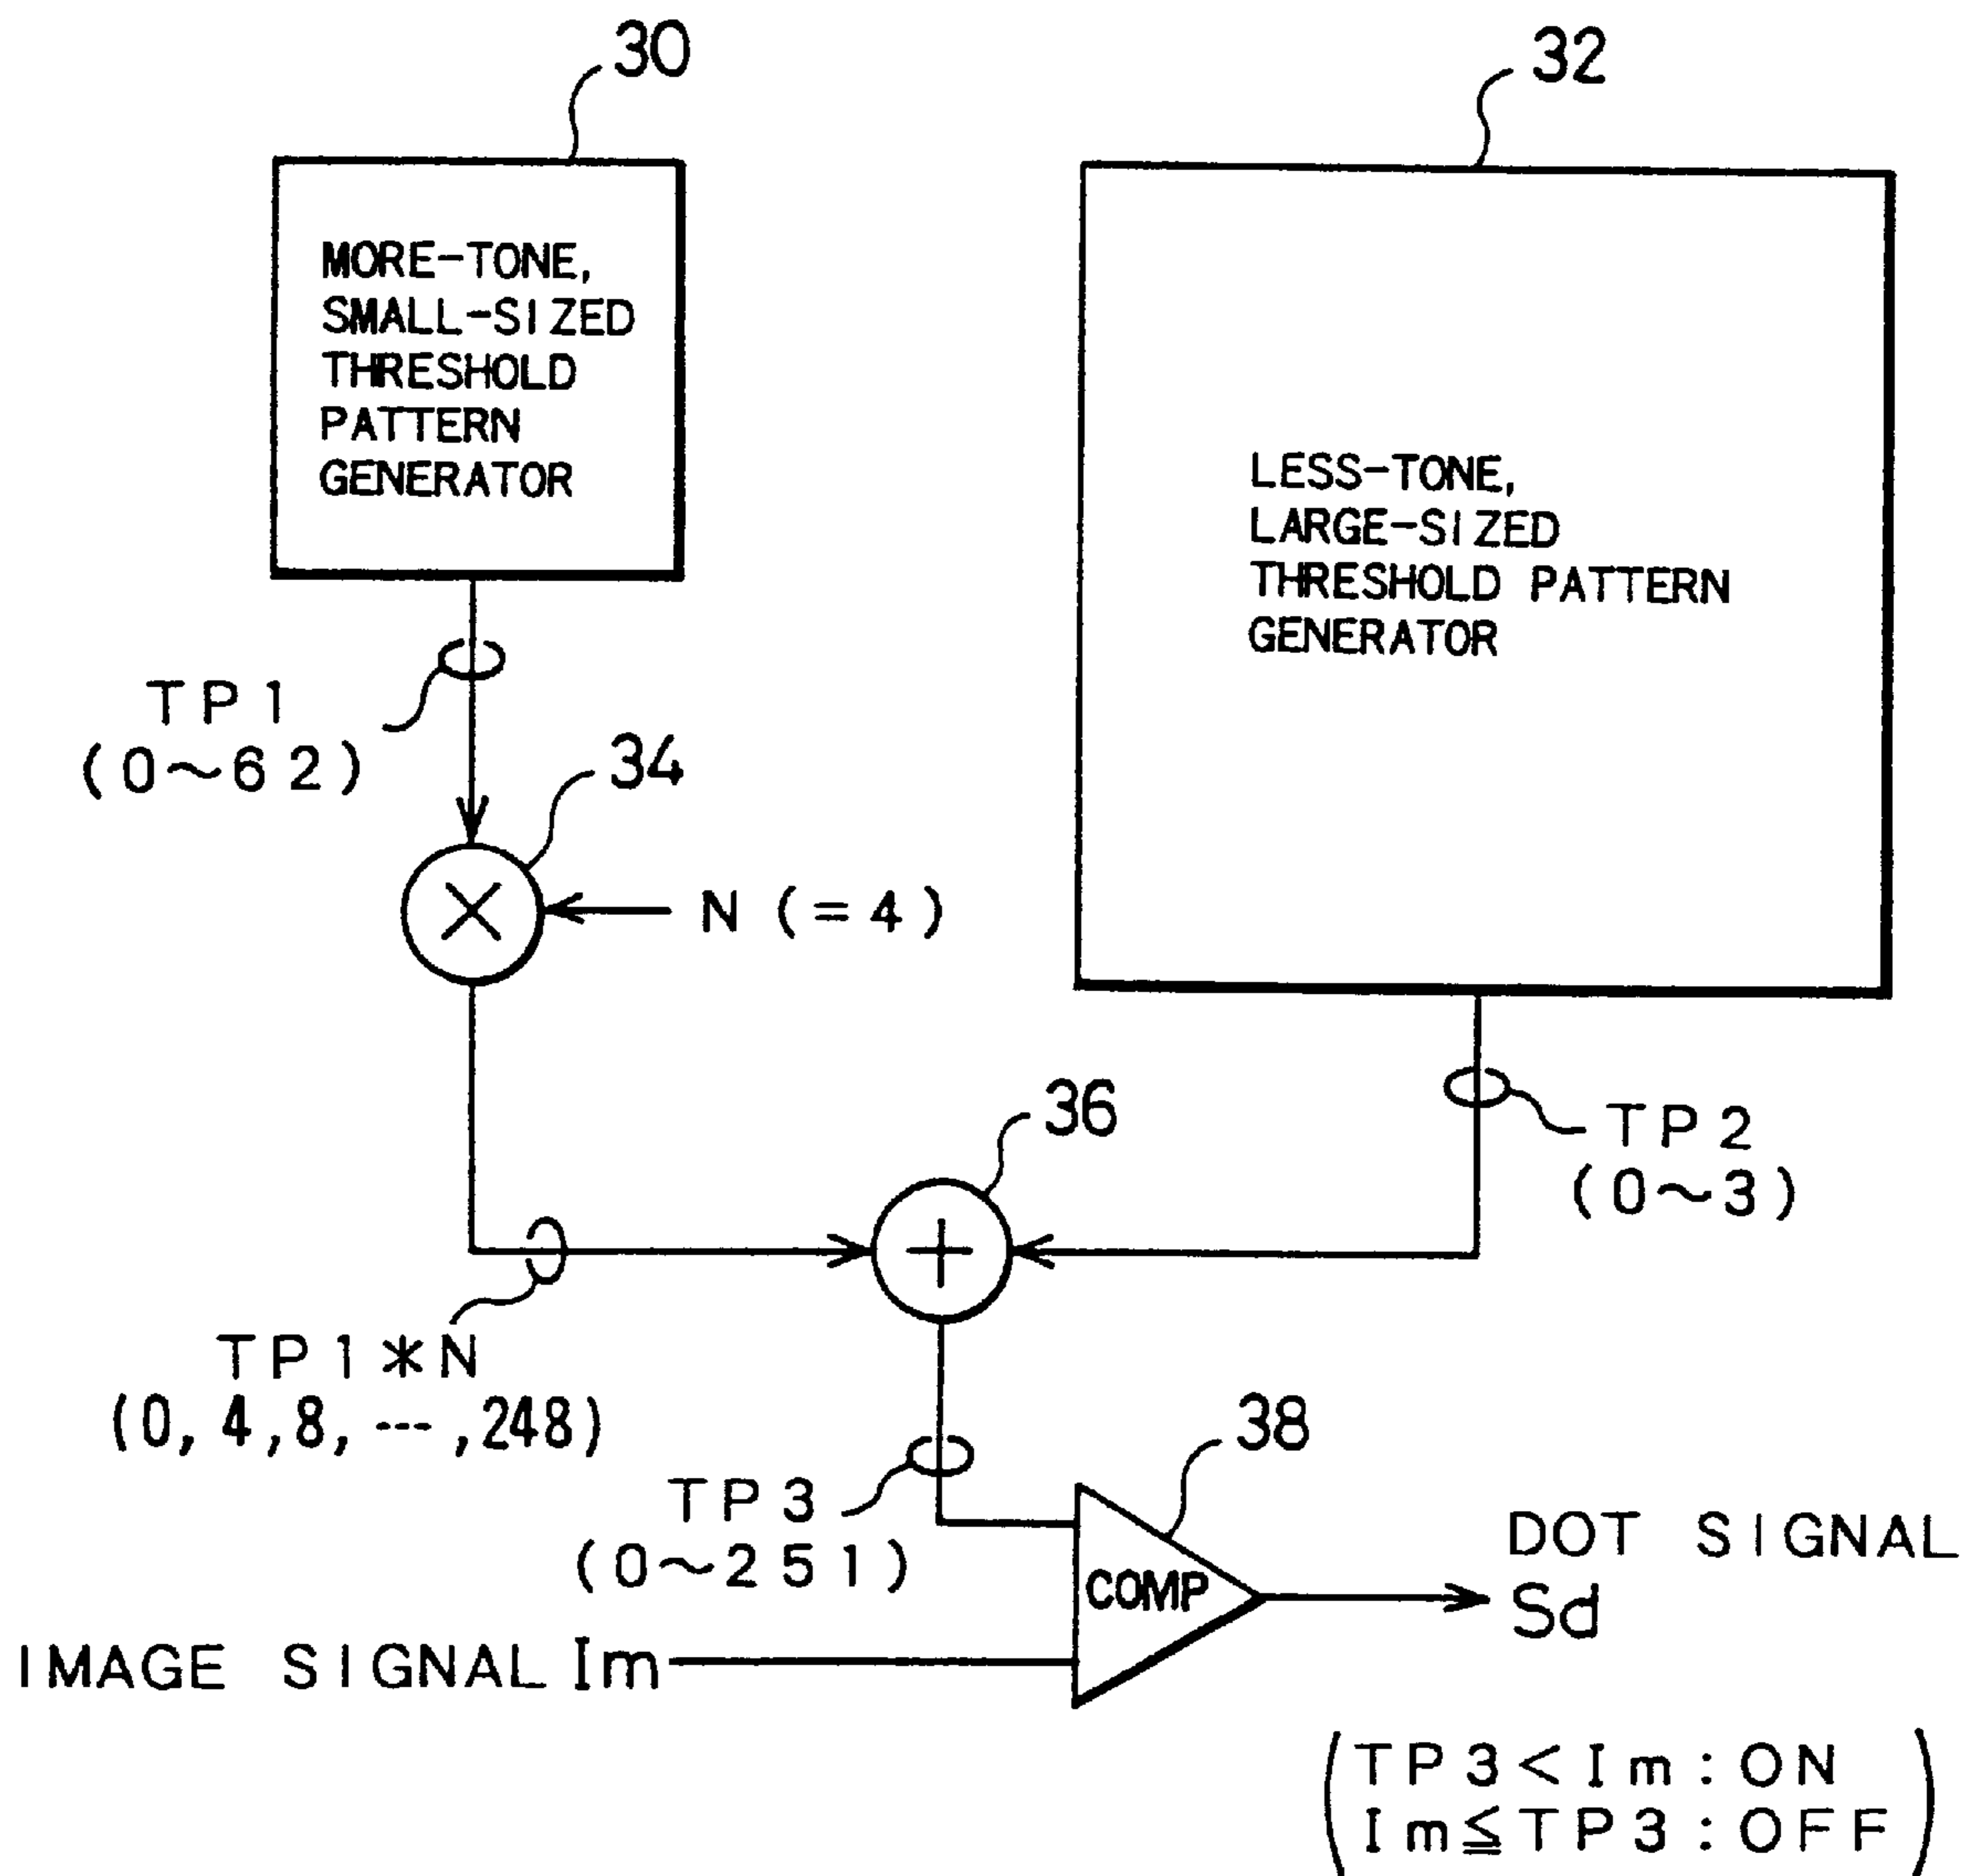 30
32
MORE-TONE,
SMALL-SIZED
THRESHOLD
PATTERN
GENERATOR
LESS-TONE,
LARGE-SIZED
THRESHOLD PATTERN
GENERATOR
TP1
(0~62)
34
N (=4)
36
TP2
(0~3)
TP1*N
(0,4,8,---,248)
38
TP3
(0~251)
COMP
DOT SIGNAL
Sd
IMAGE SIGNAL Im
TP3<Im:ON
Im≦TP3:OFF